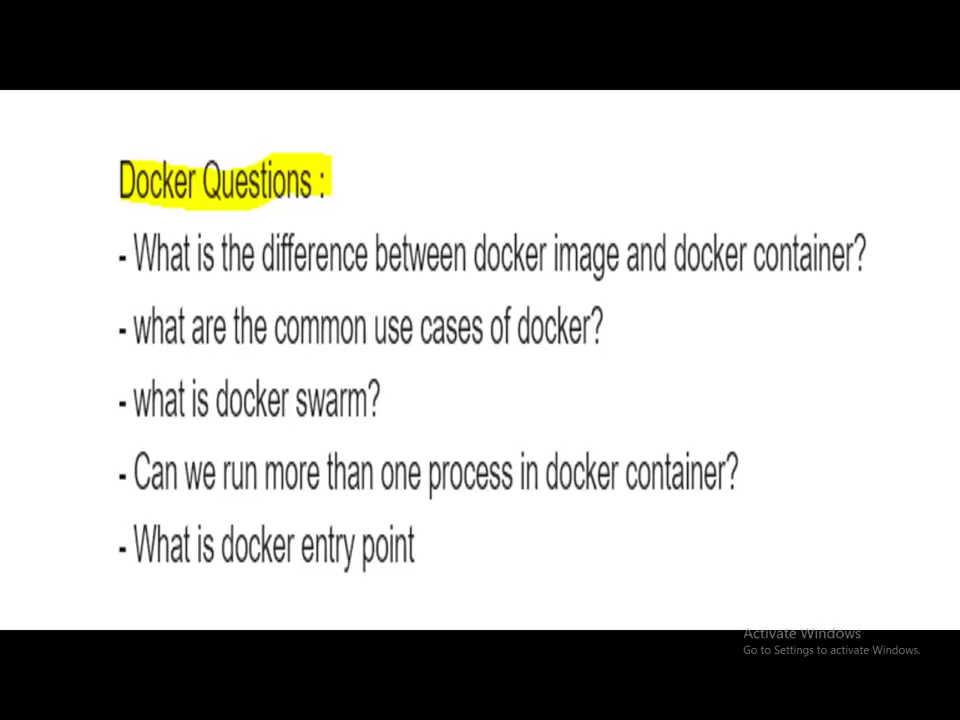 Docker Questions :
- What is the difference between docker image and docker container?
- what are the common use cases of docker?
- what is docker swarm?
- Can we run more than one process in docker container?
- What is docker entry point
Activate Windows
Go to Settings to activate Windows.